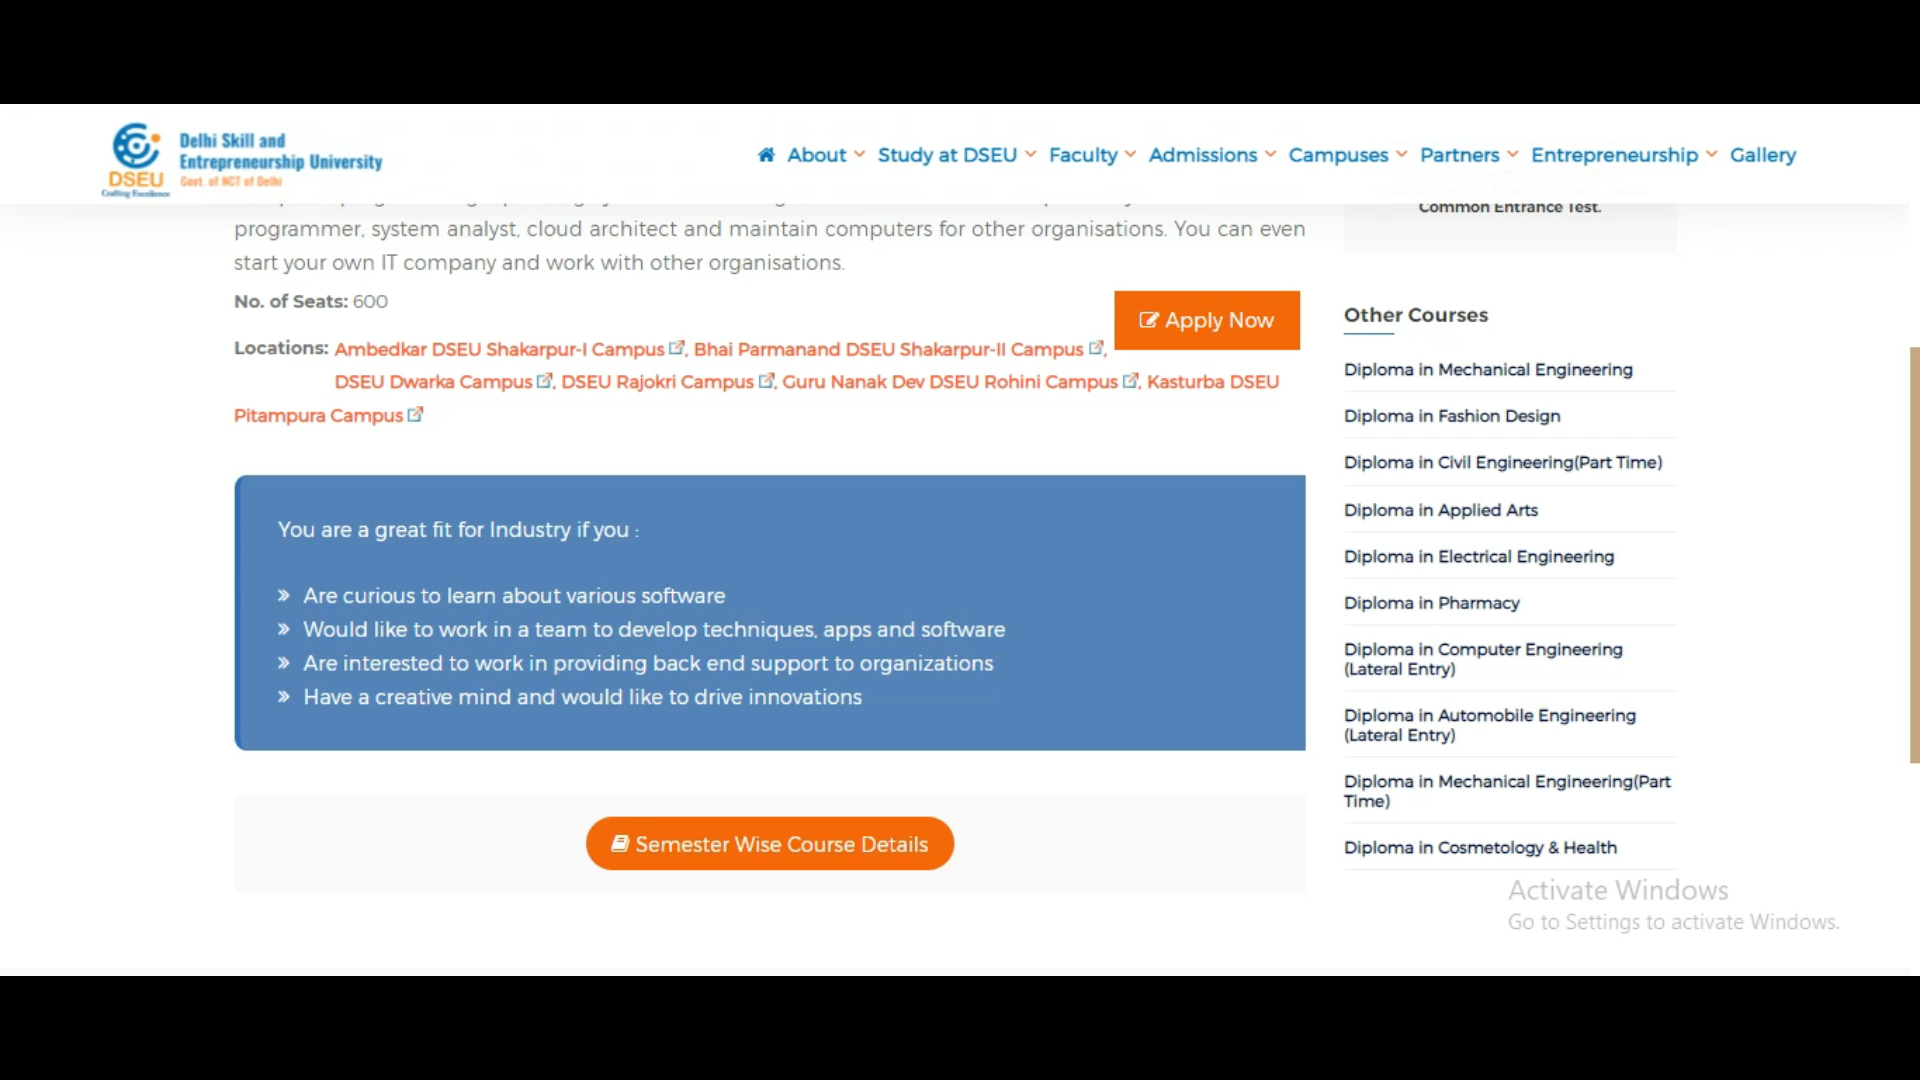 DSEU
Crafting Excellence
Delhi Skill and
Entrepreneurship University
Govt. of NCT of Delhi
About Study at DSEU Faculty Admissions Campuses Partners Entrepreneurship Gallery
programmer, system analyst, cloud architect and maintain computers for other organisations. You can even
start your own IT company and work with other organisations.
No. of Seats: 600
Apply Now
Locations: Ambedkar DSEU Shakarpur-I Campus, Bhai Parmanand DSEU Shakarpur-II Campus,
DSEU Dwarka Campus, DSEU Rajokri Campus, Guru Nanak Dev DSEU Rohini Campus, Kasturba DSEU
Pitampura Campus
You are a great fit for Industry if you :
» Are curious to learn about various software
» Would like to work in a team to develop techniques, apps and software
» Are interested to work in providing back end support to organizations
» Have a creative mind and would like to drive innovations
Semester Wise Course Details
Common Entrance Test.
Other Courses
Diploma in Mechanical Engineering
Diploma in Fashion Design
Diploma in Civil Engineering(Part Time)
Diploma in Applied Arts
Diploma in Electrical Engineering
Diploma in Pharmacy
Diploma in Computer Engineering
(Lateral Entry)
Diploma in Automobile Engineering
(Lateral Entry)
Diploma in Mechanical Engineering(Part
Time)
Diploma in Cosmetology & Health
Activate Windows
Go to Settings to activate Windows.